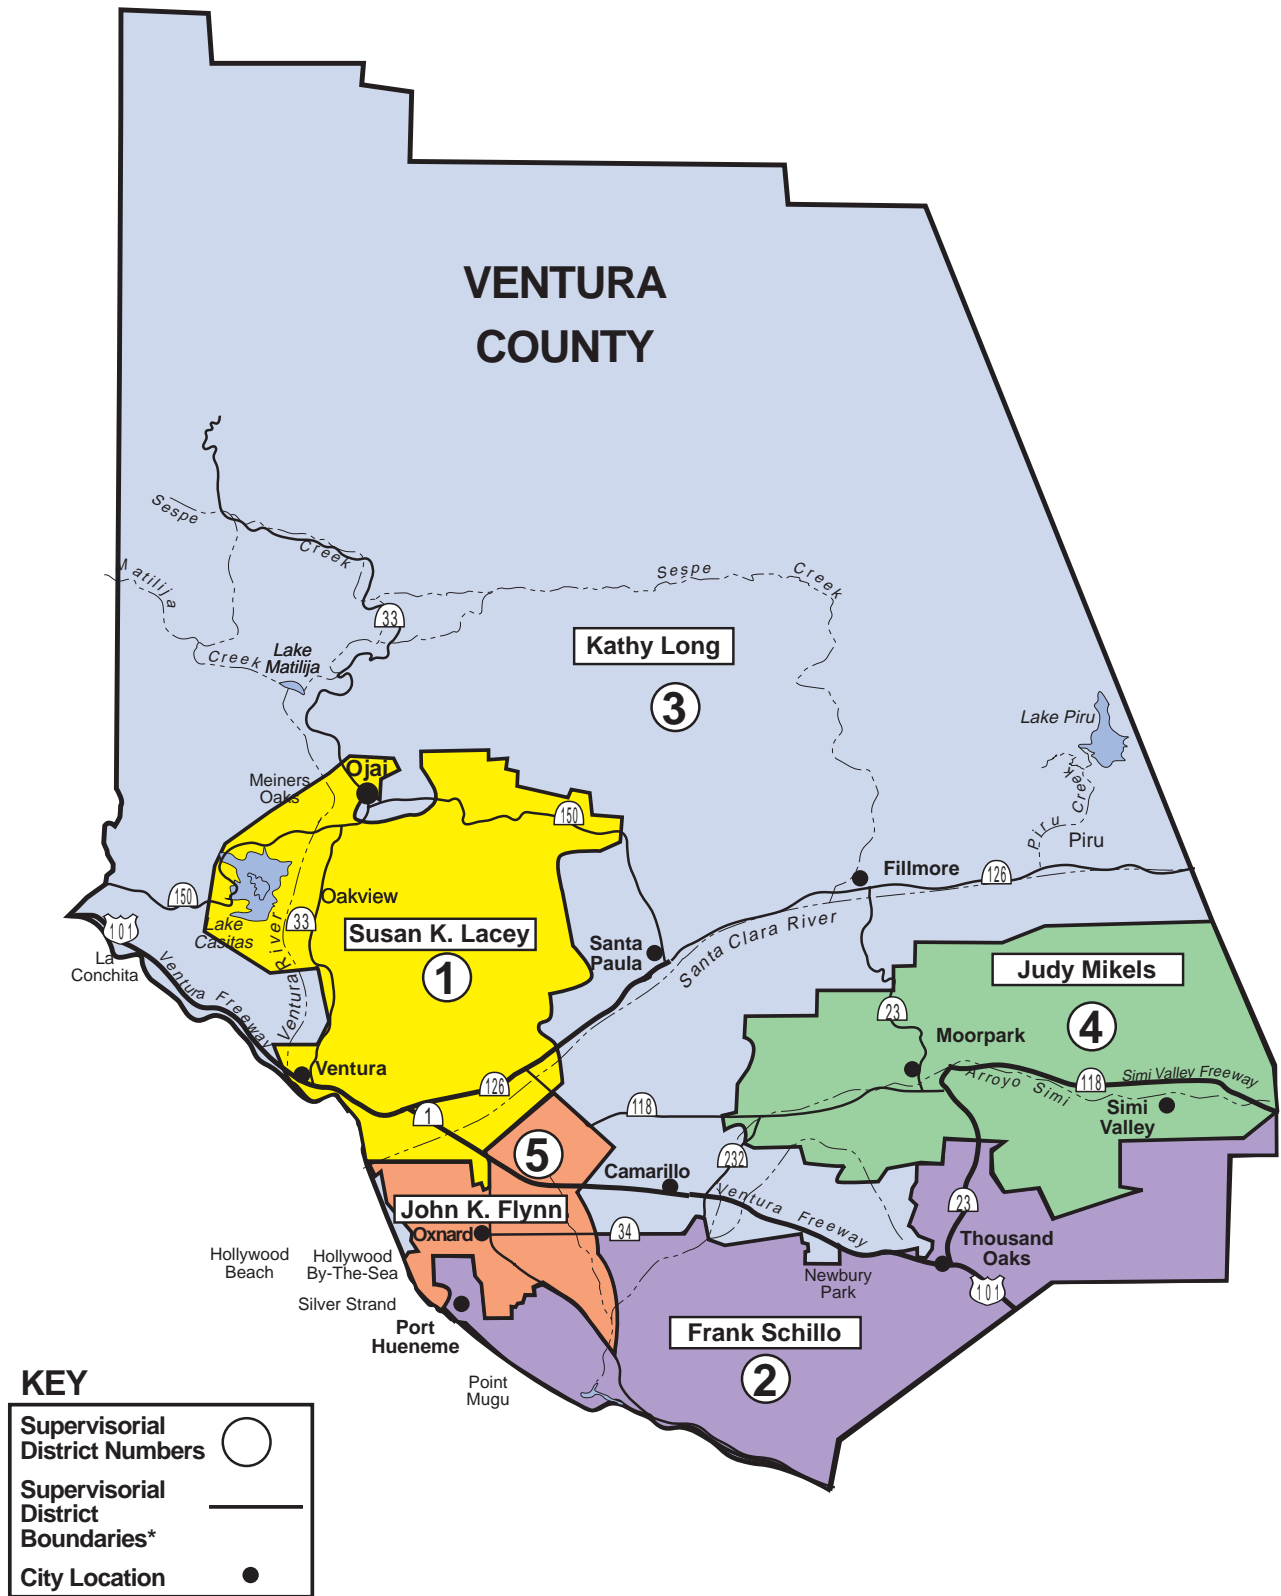 VENTURA
COUNTY
Sespe
Creek
Sespe
Creek
Matilija
Creek
33
Lake
Matilija
Kathy Long
3
Lake Piru
Ojai
Meiners
Oaks
150
Piru Creek
Piru
Fillmore
126
150
Oakview
33
Lake
Casitas
Susan K. Lacey
1
Santa
Paula
Santa Clara River
101
La
Conchita
Ventura Freeway
Ventura River
Judy Mikels
4
23
Moorpark
Ventura
126
1
118
Arroyo Simi
118
Simi Valley Freeway
Simi
Valley
5
232
Camarillo
Ventura Freeway
23
John K. Flynn
Oxnard
34
Thousand
Oaks
Hollywood
Beach
Hollywood
By-The-Sea
Newbury
Park
101
Silver Strand
Port
Hueneme
Frank Schillo
2
Point
Mugu
KEY
Supervisorial
District Numbers
Supervisorial
District
Boundaries*
City Location